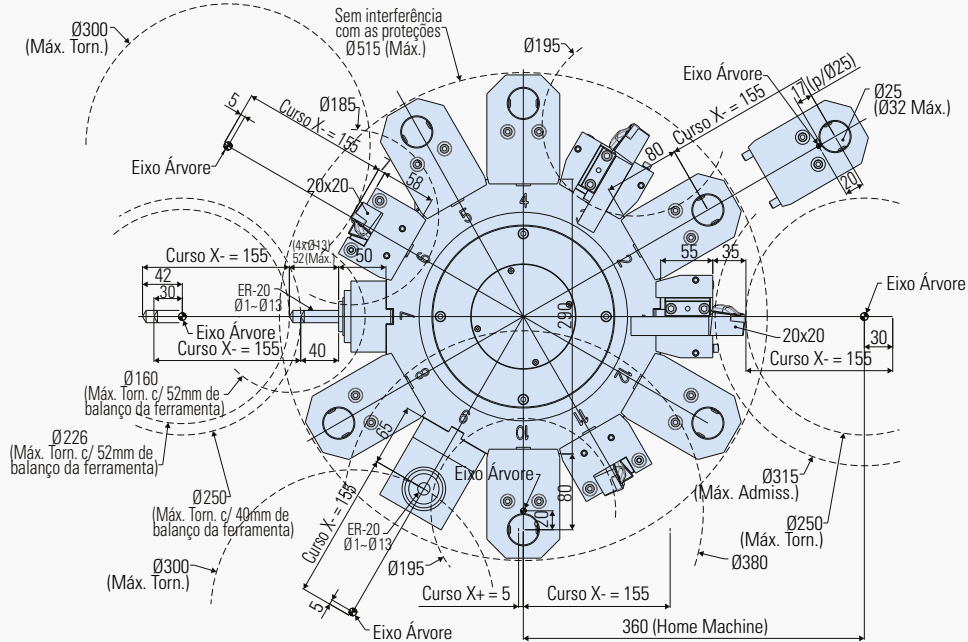 Ø300
(Máx. Torn.)
Sem interferência
com as proteções
Ø515 (Máx.)
Ø195
Eixo Árvore
17 (p/Ø25)
Ø25
(Ø32 Máx.)
5
Curso X- = 155
Ø185
Curso X- = 155
80
58
20
Eixo Árvore
20x20
5
4
2
6
(4xØ13)
52 (Máx.)
50
Curso X- = 155
42
30
ER-20
Ø1~Ø13
Eixo Árvore
7
290
55
35
Eixo Árvore
20x20
30
Curso X- = 155
40
Curso X- = 155
Ø160
(Máx. Torn. c/ 52mm de
balanço da ferramenta)
8
12
Ø226
(Máx. Torn. c/ 52mm de
balanço da ferramenta)
65
9
10
11
Eixo Árvore
80
20
Ø315
(Máx. Admiss.)
Ø250
(Máx. Torn. c/ 40mm de
balanço da ferramenta)
ER-20
Ø1~Ø13
Curso X- = 155
Ø250
(Máx. Torn.)
Ø300
(Máx. Torn.)
Ø195
Ø380
Curso X+ = 5
Curso X- = 155
5
Eixo Árvore
360 (Home Machine)